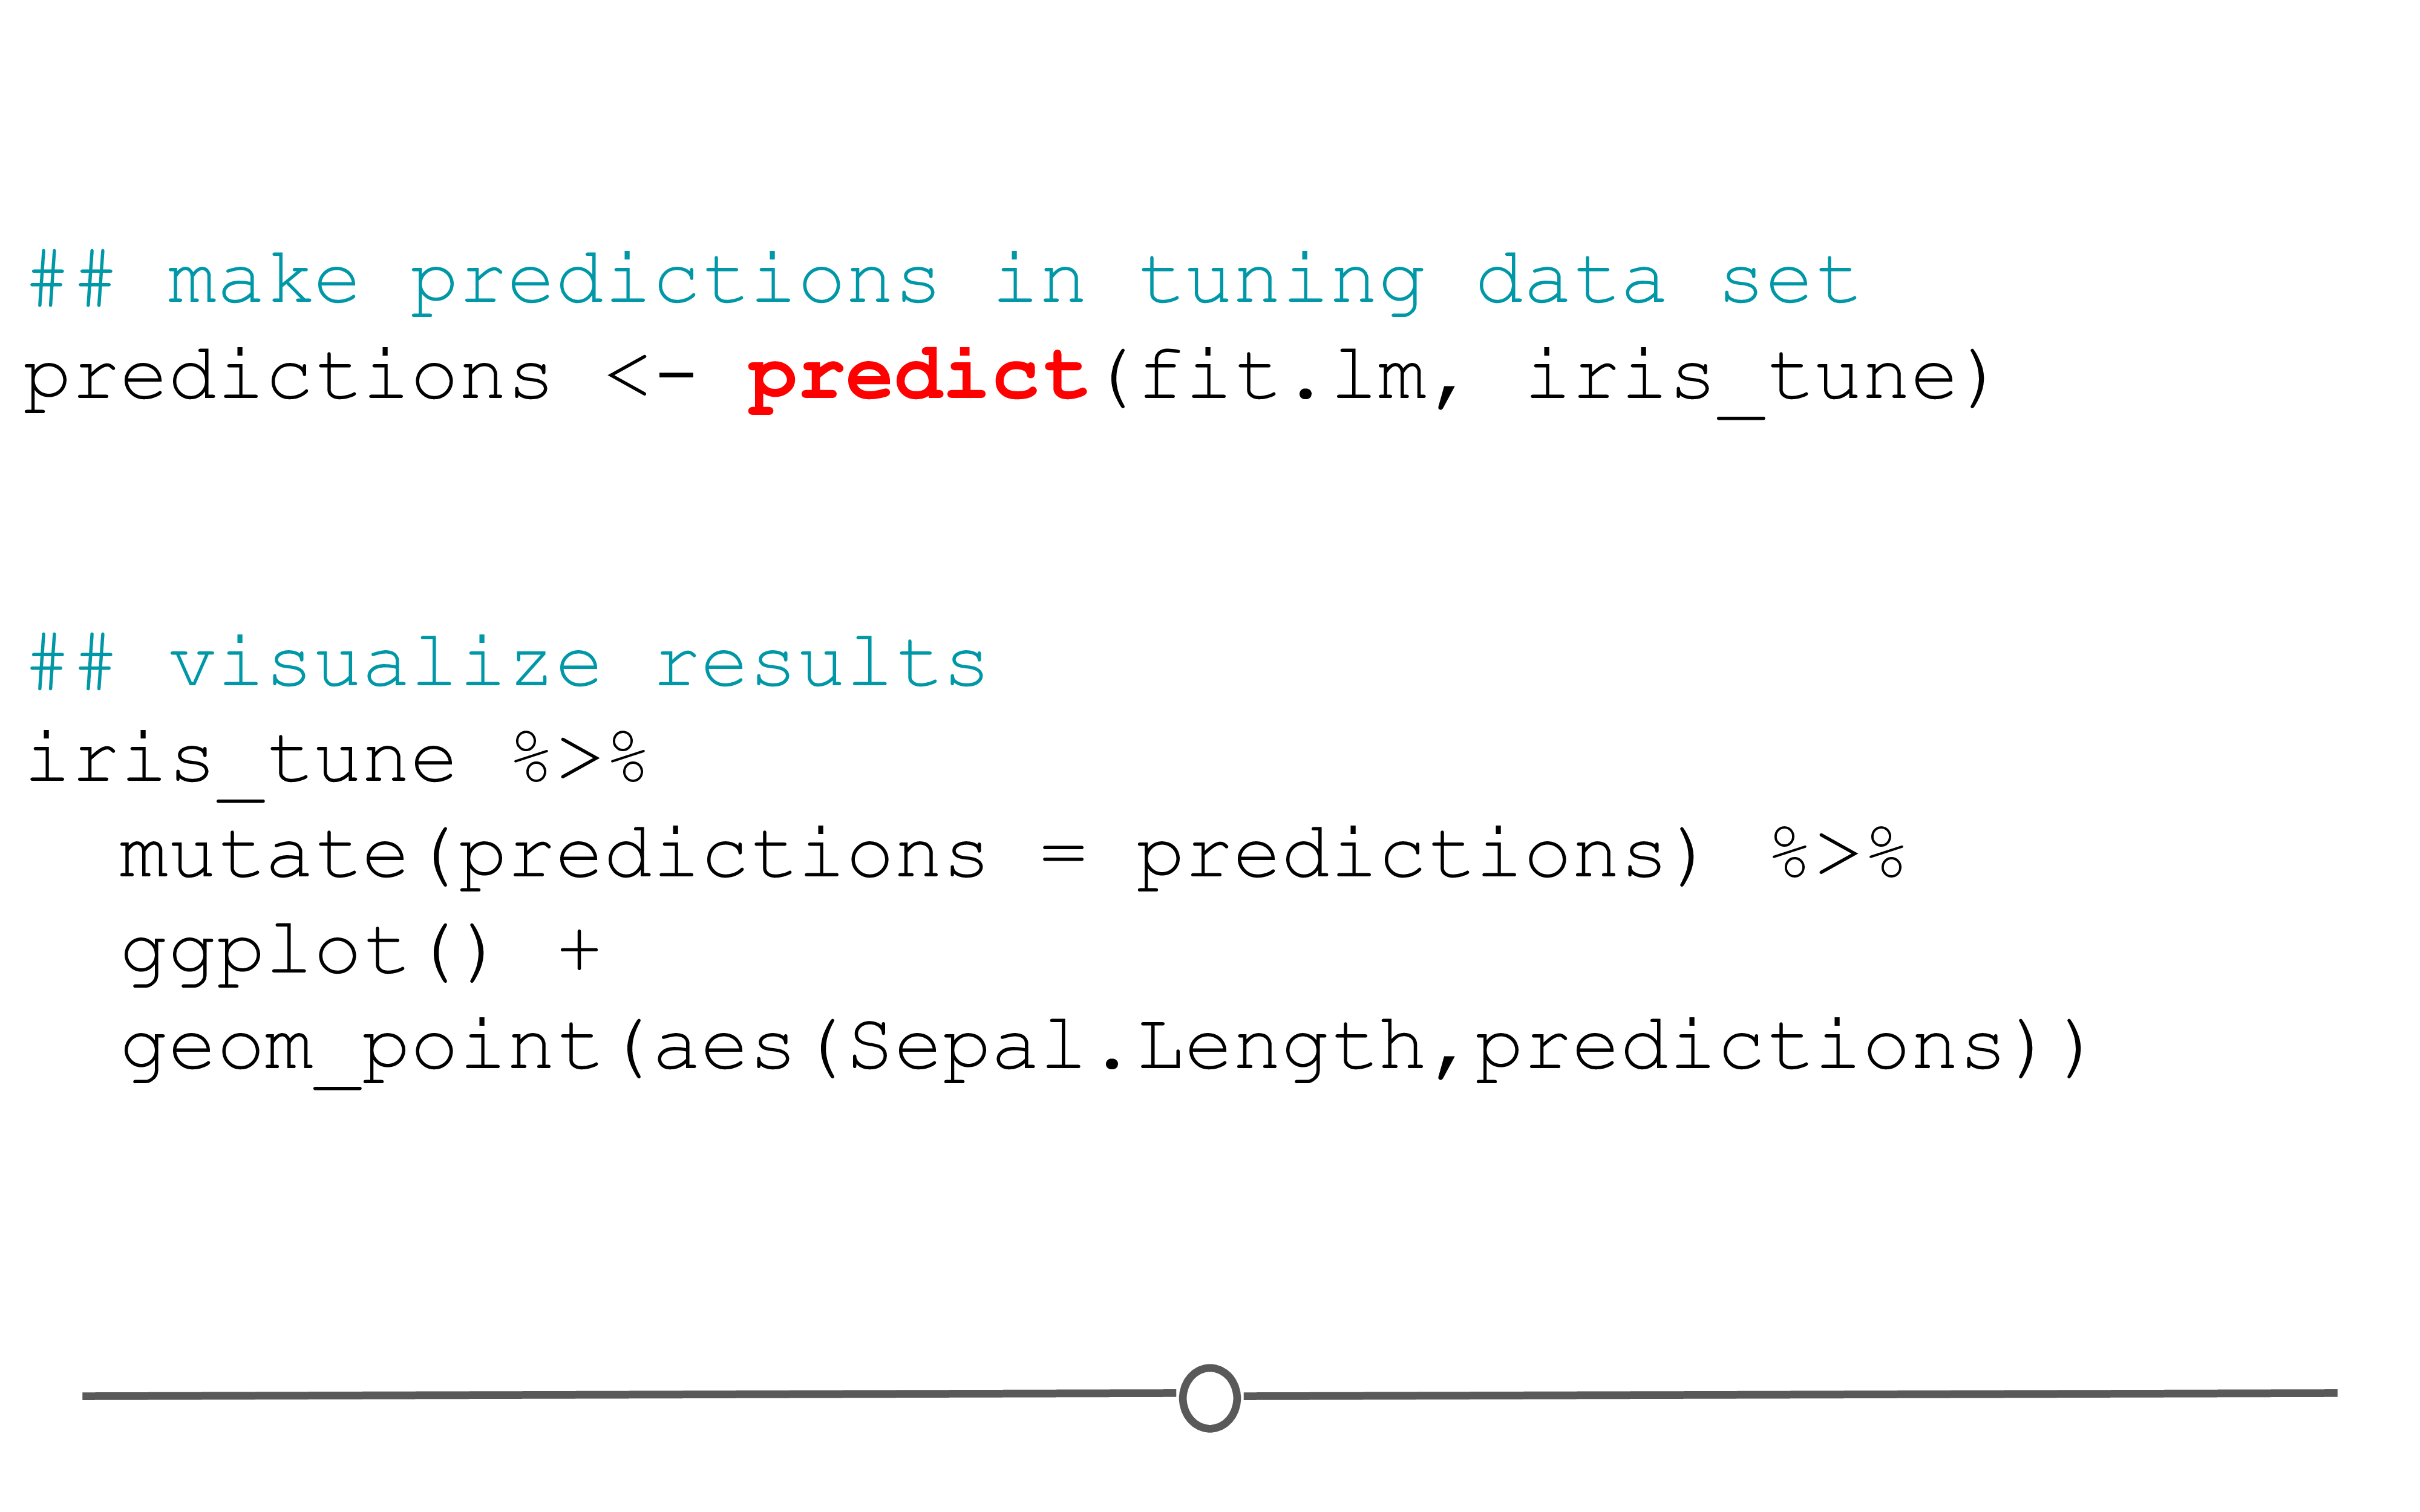 ## make predictions in tuning data set
predictions <- predict(fit.lm, iris_tune)
## visualize results
iris_tune %>%
  mutate(predictions = predictions) %>%
  ggplot() +
  geom_point(aes(Sepal.Length,predictions))